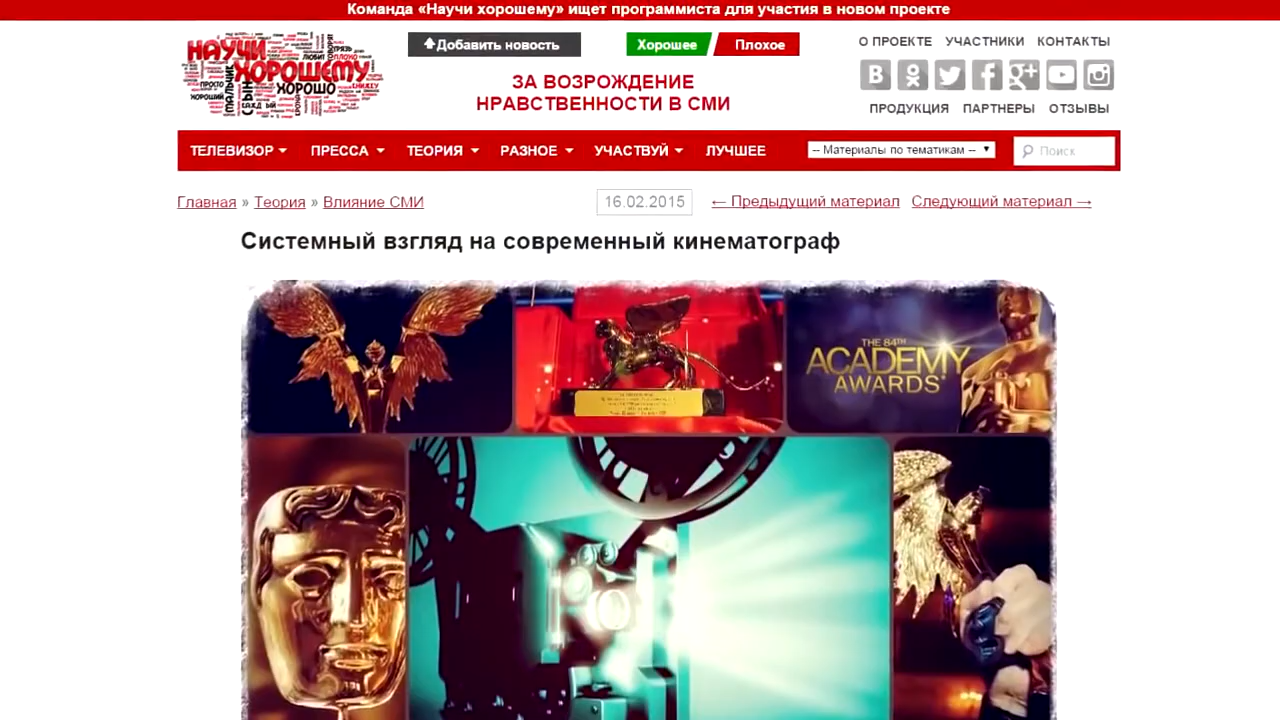 Команда «Научи хорошему» ищет программиста для участия в новом проекте
НАУЧИ
ХОРОШЕМУ
ХОРОШО
Добавить новость
Хорошее
Плохое
О ПРОЕКТЕ УЧАСТНИКИ КОНТАКТЫ
ЗА ВОЗРОЖДЕНИЕ
НРАВСТВЕННОСТИ В СМИ
ПРОДУКЦИЯ ПАРТНЕРЫ ОТЗЫВЫ
ТЕЛЕВИЗОР ПРЕССА ТЕОРИЯ РАЗНОЕ УЧАСТВУЙ ЛУЧШЕЕ
-- Материалы по тематикам --
Поиск
Главная » Теория » Влияние СМИ
16.02.2015
← Предыдущий материал
Следующий материал →
Системный взгляд на современный кинематограф
THE 84TH
ACADEMY
AWARDS